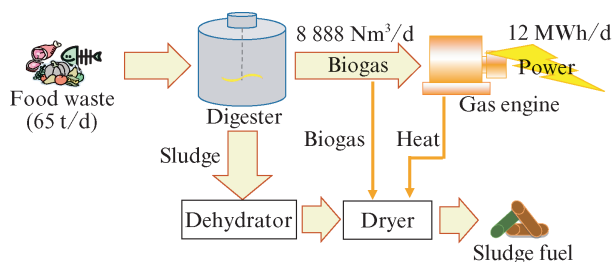 8 888 Nm³/d
12 MWh/d
Biogas
Power
Food waste
(65 t/d)
Digester
Gas engine
Sludge
Biogas
Heat
Dehydrator
Dryer
Sludge fuel